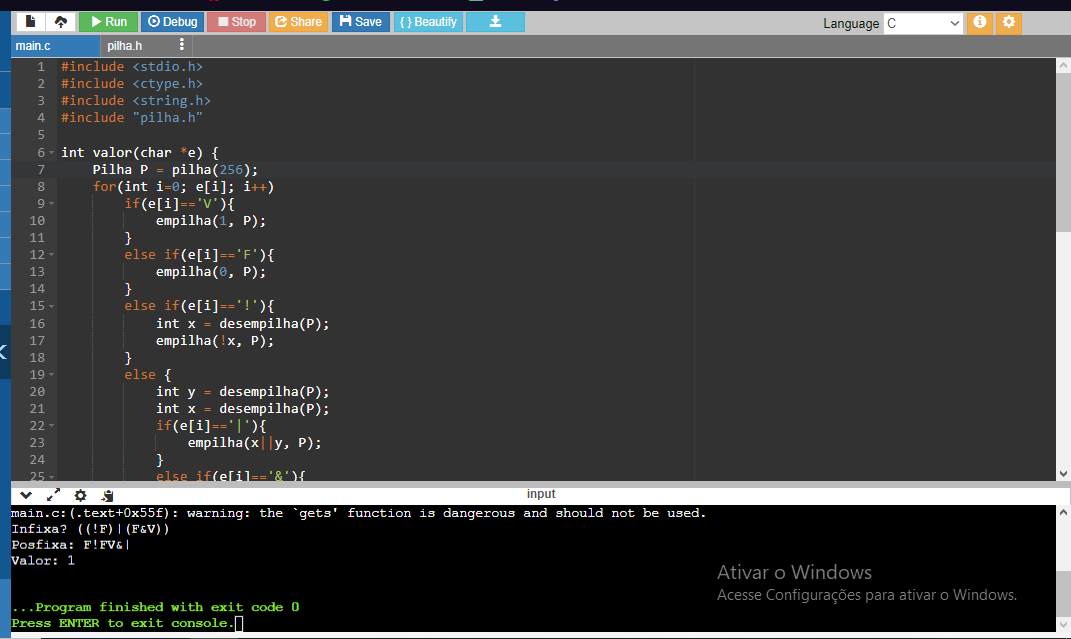 Run Debug Stop Share Save { } Beautify Language C
main.c pilha.h
1 #include <stdio.h>
2 #include <ctype.h>
3 #include <string.h>
4 #include "pilha.h"
5
6 int valor(char *e) {
7 Pilha P = pilha(256);
8 for(int i=0; e[i]; i++)
9 if(e[i]=='V'){
10 empilha(1, P);
11 }
12 else if(e[i]=='F'){
13 empilha(0, P);
14 }
15 else if(e[i]=='!'){
16 int x = desempilha(P);
17 empilha(!x, P);
18 }
19 else {
20 int y = desempilha(P);
21 int x = desempilha(P);
22 if(e[i]=='|'){
23 empilha(x||y, P);
24 }
25 else if(e[i]=='&'){
input
main.c:(.text+0x55f): warning: the `gets' function is dangerous and should not be used.
Infixa? ((!F)|(F&V))
Posfixa: F!FV&|
Valor: 1
Ativar o Windows
Acesse Configurações para ativar o Windows.
...Program finished with exit code 0
Press ENTER to exit console.